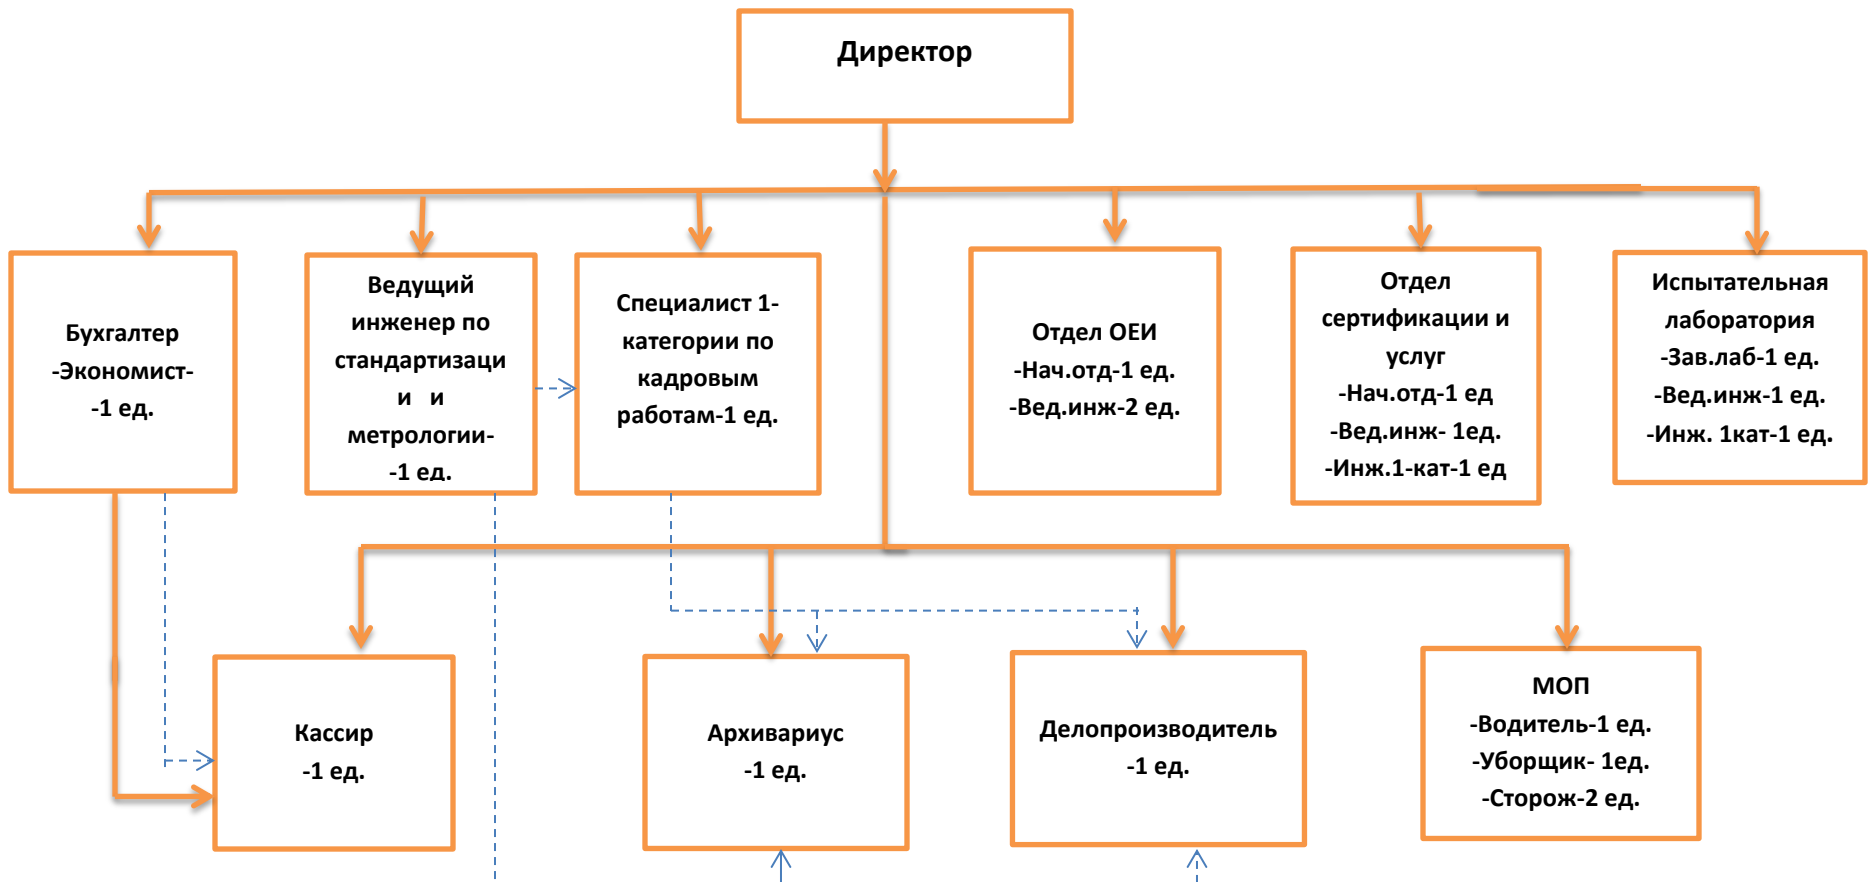 Директор
Бухгалтер
-Экономист-
-1 ед.
Ведущий
инженер по
стандартизаци
и и
метрологии-
-1 ед.
Специалист 1-
категории по
кадровым
работам-1 ед.
Отдел ОЕИ
-Нач.отд-1 ед.
-Вед.инж-2 ед.
Отдел
сертификации и
услуг
-Нач.отд-1 ед
-Вед.инж- 1ед.
-Инж.1-кат-1 ед
Испытательная
лаборатория
-Зав.лаб-1 ед.
-Вед.инж-1 ед.
-Инж. 1кат-1 ед.
Кассир
-1 ед.
Архивариус
-1 ед.
Делопроизводитель
-1 ед.
МОП
-Водитель-1 ед.
-Уборщик- 1ед.
-Сторож-2 ед.